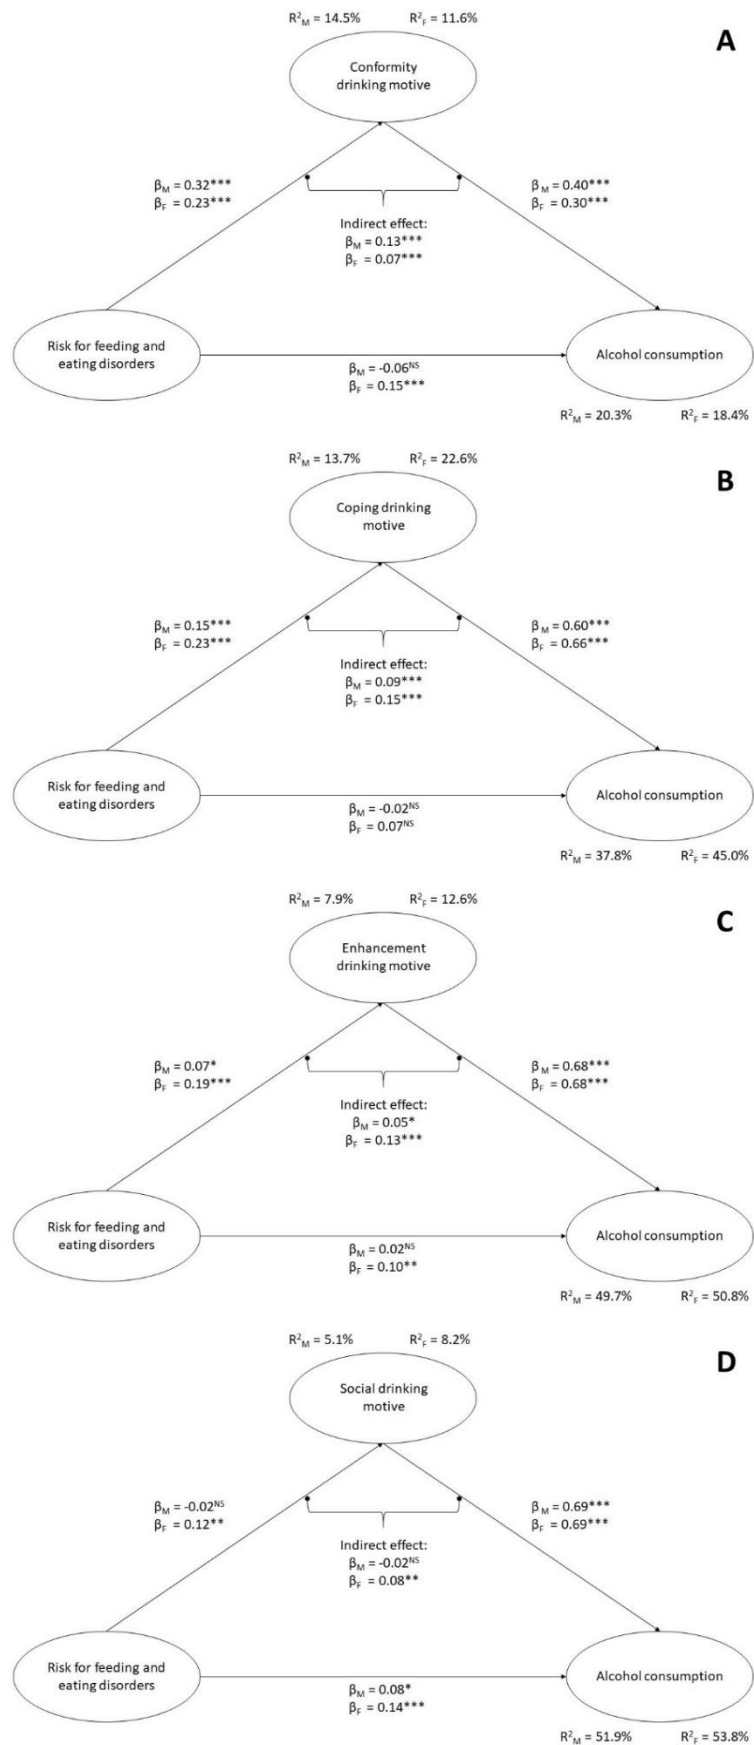 R²M = 14.5% R²F = 11.6%
A
Conformity
drinking motive
βM = 0.32***
βF = 0.23***
βM = 0.40***
βF = 0.30***
Indirect effect:
βM = 0.13***
βF = 0.07***
Risk for feeding and
eating disorders
Alcohol consumption
βM = -0.06NS
βF = 0.15***
R²M = 20.3% R²F = 18.4%
R²M = 13.7% R²F = 22.6%
B
Coping drinking
motive
βM = 0.15***
βF = 0.23***
βM = 0.60***
βF = 0.66***
Indirect effect:
βM = 0.09***
βF = 0.15***
Risk for feeding and
eating disorders
Alcohol consumption
βM = -0.02NS
βF = 0.07NS
R²M = 37.8% R²F = 45.0%
R²M = 7.9% R²F = 12.6%
C
Enhancement
drinking motive
βM = 0.07*
βF = 0.19***
βM = 0.68***
βF = 0.68***
Indirect effect:
βM = 0.05*
βF = 0.13***
Risk for feeding and
eating disorders
Alcohol consumption
βM = 0.02NS
βF = 0.10**
R²M = 49.7% R²F = 50.8%
R²M = 5.1% R²F = 8.2%
D
Social drinking
motive
βM = -0.02NS
βF = 0.12**
βM = 0.69***
βF = 0.69***
Indirect effect:
βM = -0.02NS
βF = 0.08**
Risk for feeding and
eating disorders
Alcohol consumption
βM = 0.08*
βF = 0.14***
R²M = 51.9% R²F = 53.8%